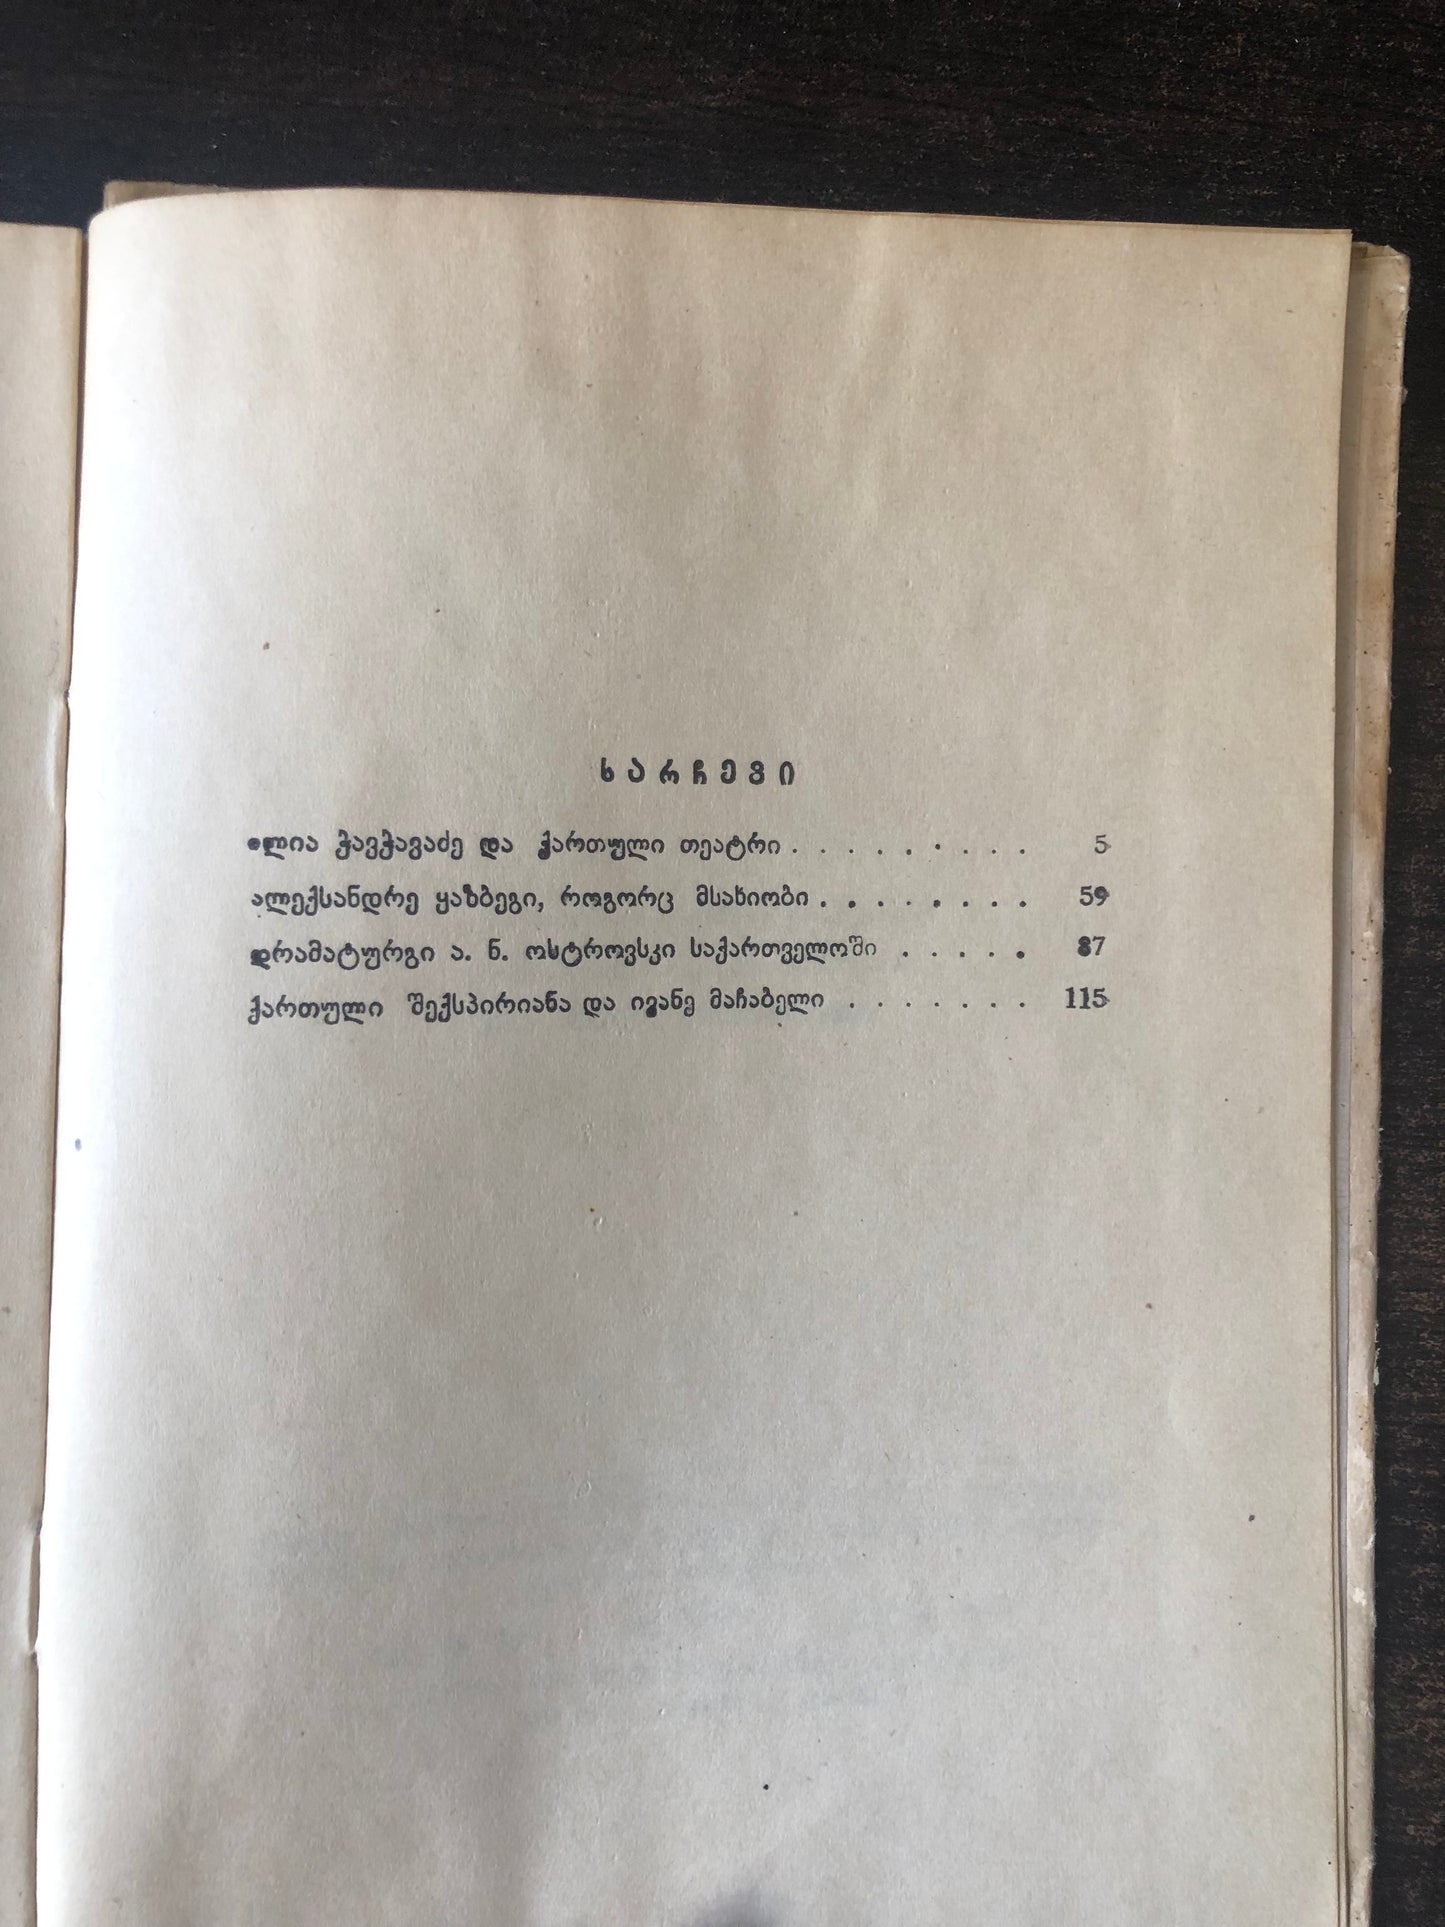 სარჩევი
ილია ჭავჭავაძე და ქართული თეატრი . . . . . . . . . 5
ალექსანდრე ყაზბეგი, როგორც მსახიობი . . . . . . . . 59
დრამატურგი ა. ნ. ოსტროვსკი საქართველოში . . . . . 87
ქართული შექსპირიანა და ივანე მაჩაბელი . . . . . . . 115